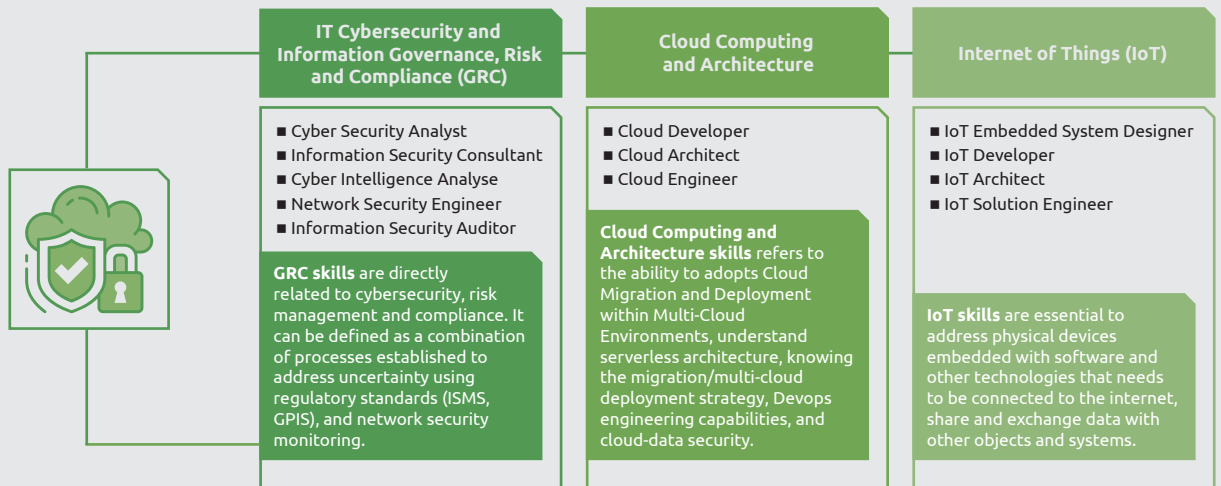 IT Cybersecurity and
Information Governance, Risk
and Compliance (GRC)
■ Cyber Security Analyst
■ Information Security Consultant
■ Cyber Intelligence Analyse
■ Network Security Engineer
■ Information Security Auditor
GRC skills are directly
related to cybersecurity, risk
management and compliance. It
can be defined as a combination
of processes established to
address uncertainty using
regulatory standards (ISMS,
GPIS), and network security
monitoring.
Cloud Computing
and Architecture
■ Cloud Developer
■ Cloud Architect
■ Cloud Engineer
Cloud Computing and
Architecture skills refers to
the ability to adopts Cloud
Migration and Deployment
within Multi-Cloud
Environments, understand
serverless architecture, knowing
the migration/multi-cloud
deployment strategy, Devops
engineering capabilities, and
cloud-data security.
Internet of Things (IoT)
■ IoT Embedded System Designer
■ IoT Developer
■ IoT Architect
■ IoT Solution Engineer
IoT skills are essential to
address physical devices
embedded with software and
other technologies that needs
to be connected to the internet,
share and exchange data with
other objects and systems.